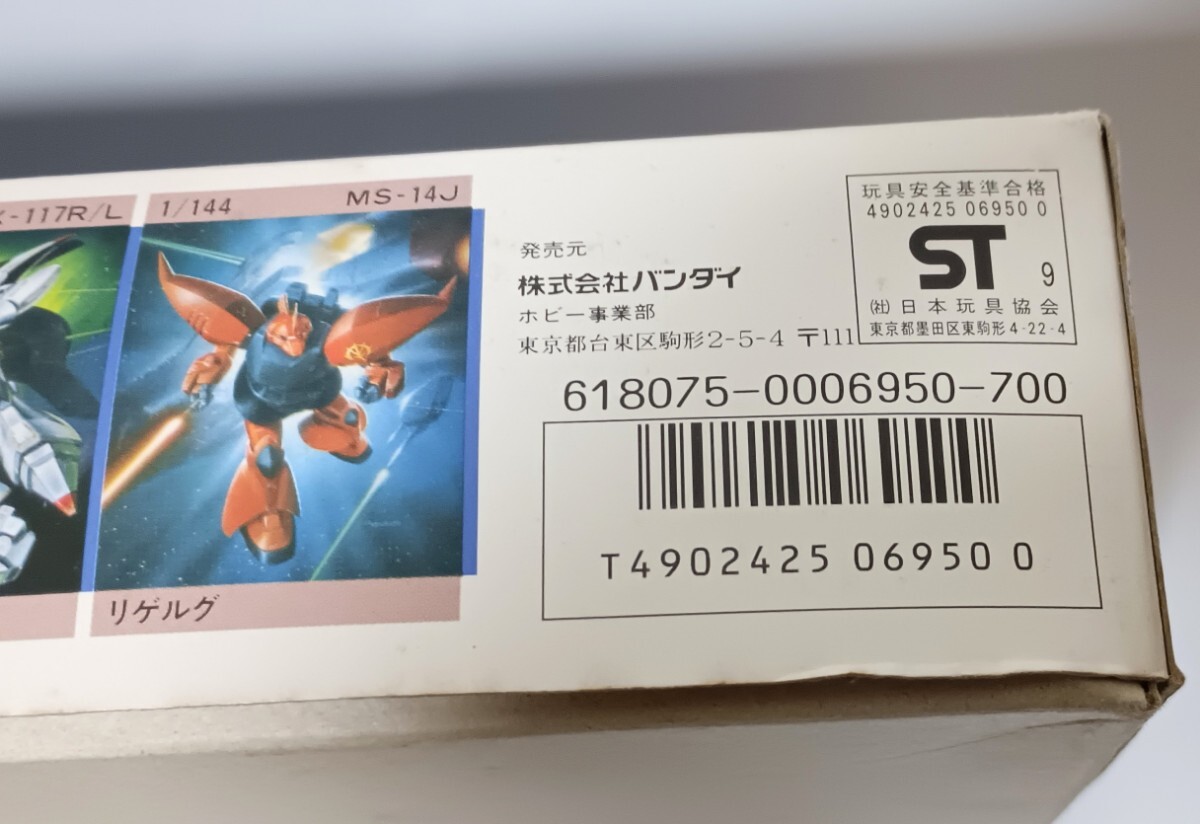 -117R/L
1/144 MS-14J
リゲルグ
発売元
株式会社バンダイ
ホビー事業部
東京都台東区駒形2-5-4 〒111
玩具安全基準合格
4902425 06950 0
ST 9
(社)日本玩具協会
東京都墨田区東駒形4-22-4
618075-0006950-700
T4902425 06950 0